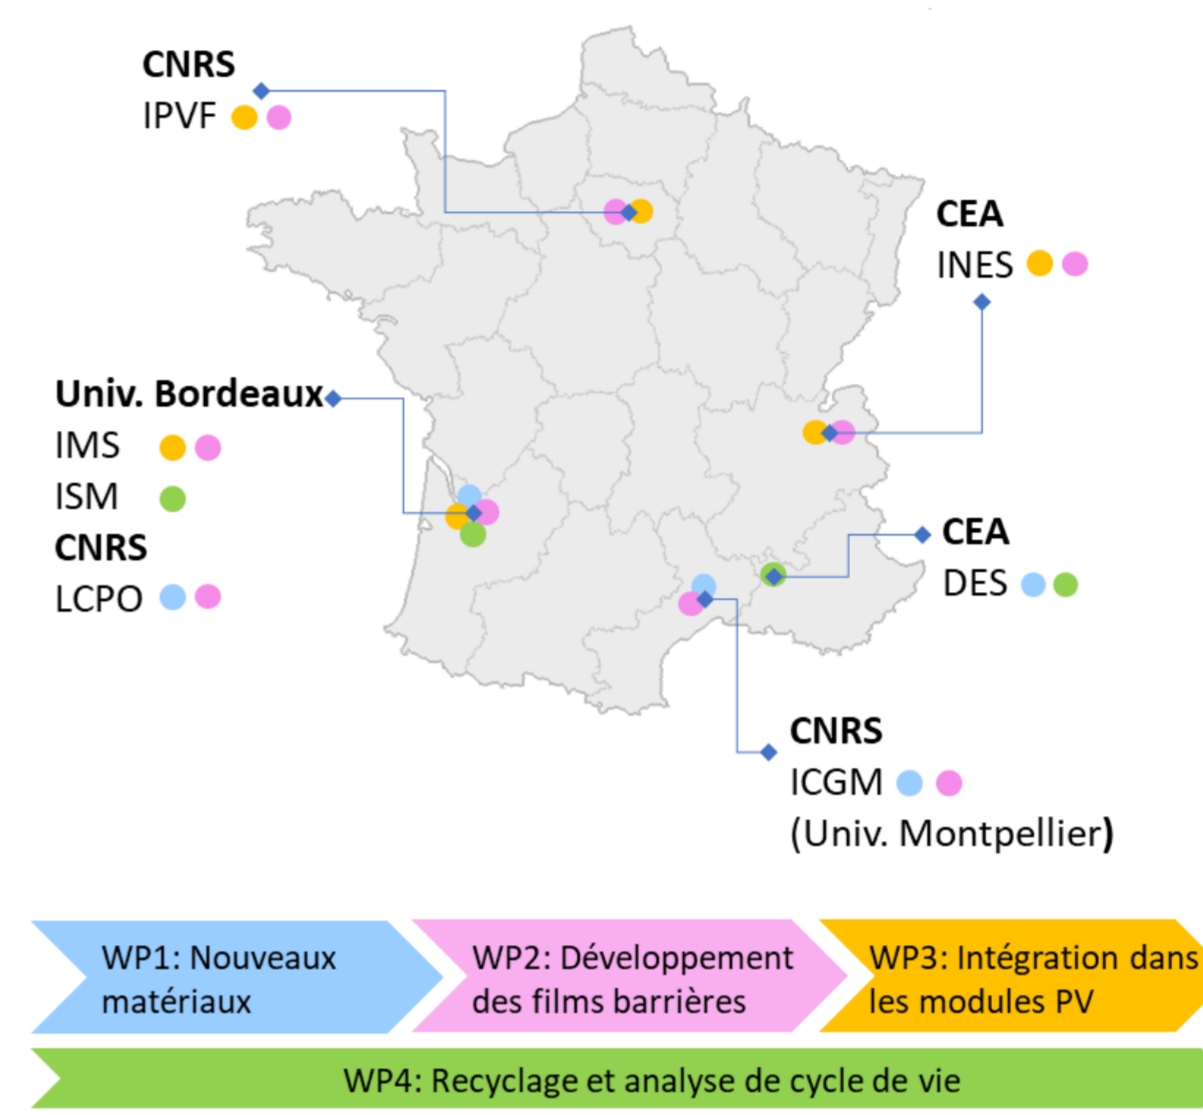 CNRS
IPVF
CEA
INES
Univ. Bordeaux
IMS
ISM
CNRS
LCPO
CEA
DES
CNRS
ICGM
(Univ. Montpellier)
WP1: Nouveaux
matériaux
WP2: Développement
des films barrières
WP3: Intégration dans
les modules PV
WP4: Recyclage et analyse de cycle de vie